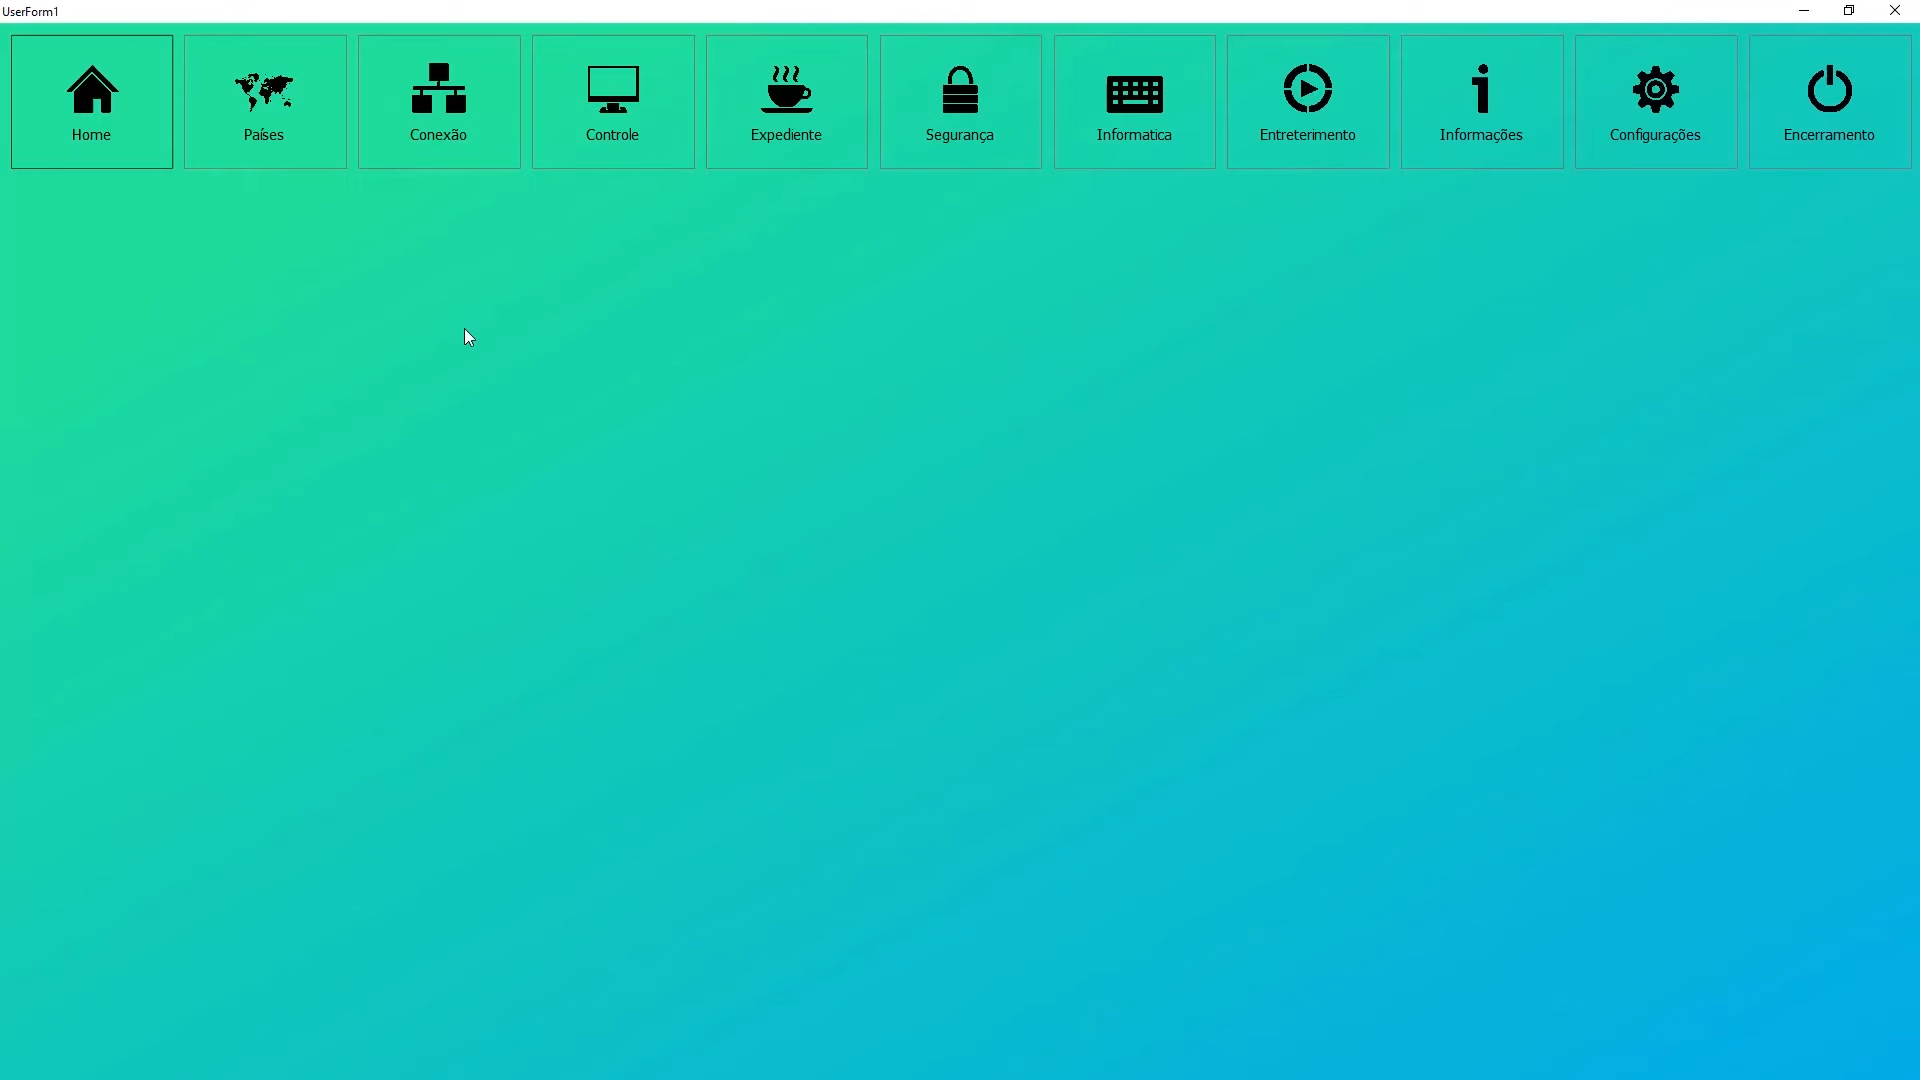 UserForm1
Home
Países
Conexão
Controle
Expediente
Segurança
Informatica
Entreterimento
Informações
Configurações
Encerramento